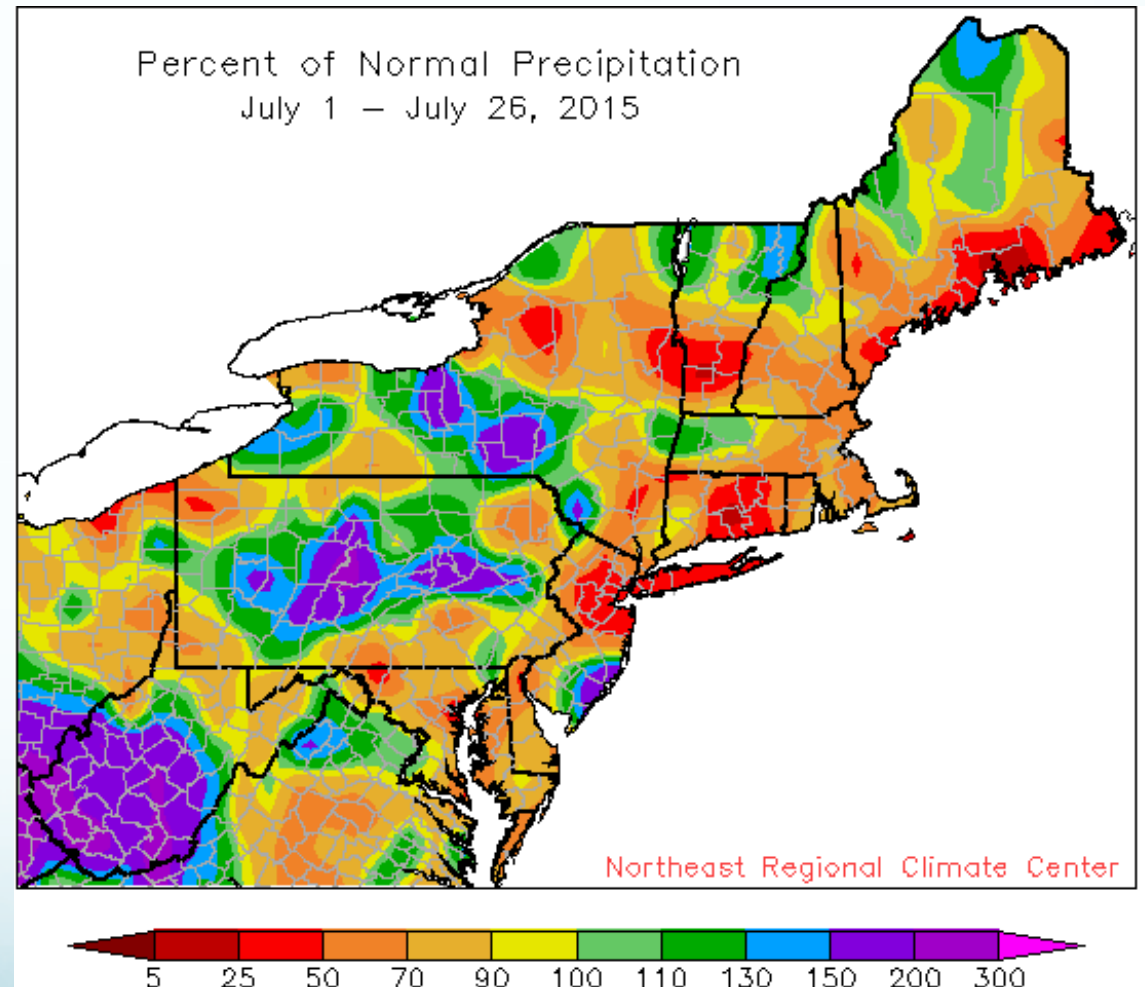 Percent of Normal Precipitation
July 1 – July 26, 2015
Northeast Regional Climate Center
5 25 50 70 90 100 110 130 150 200 300